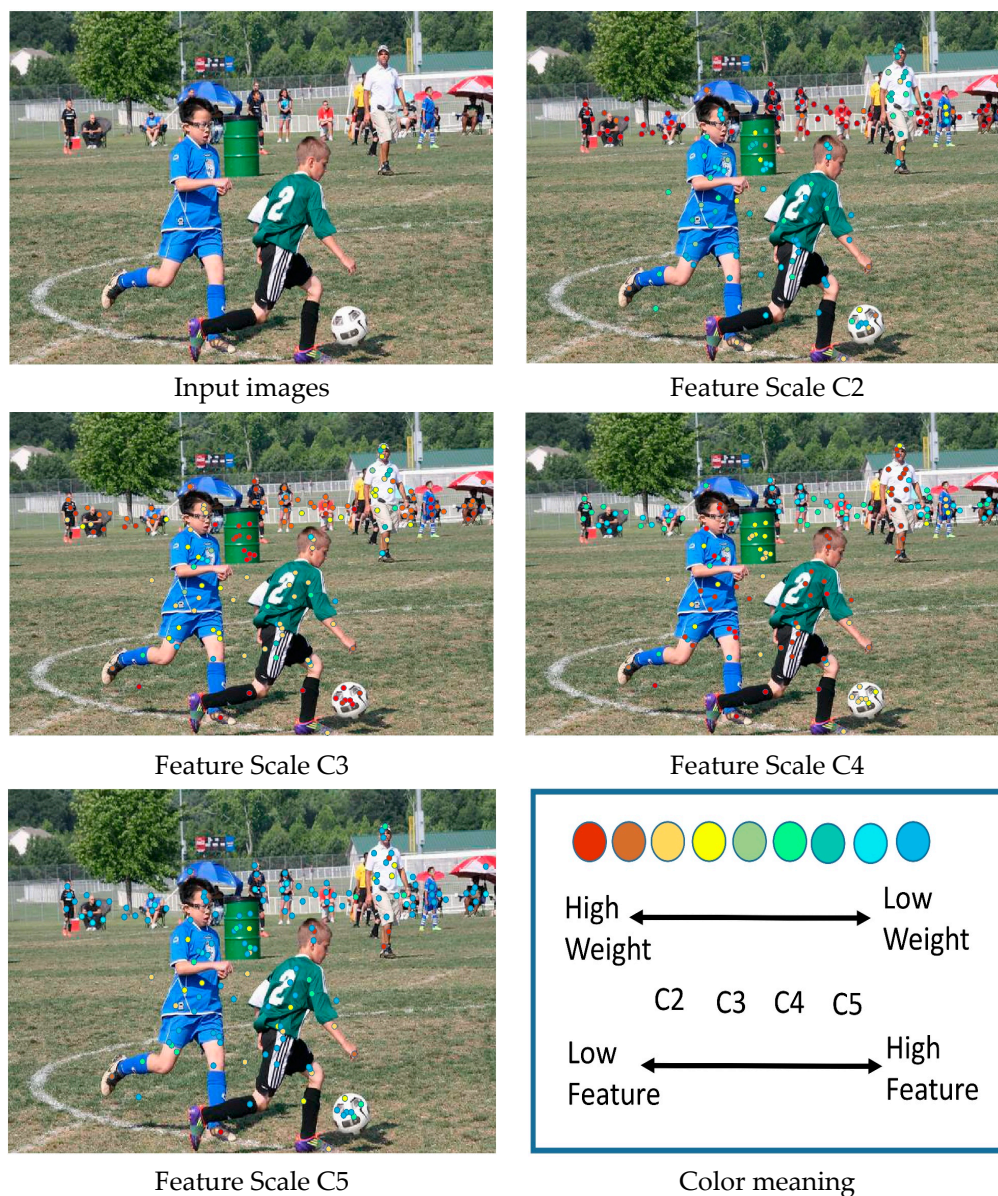 2
2
Input images
Feature Scale C2
2
2
Feature Scale C3
Feature Scale C4
2
High
Weight
Low
Weight
C2 C3 C4 C5
Low
Feature
High
Feature
Feature Scale C5
Color meaning